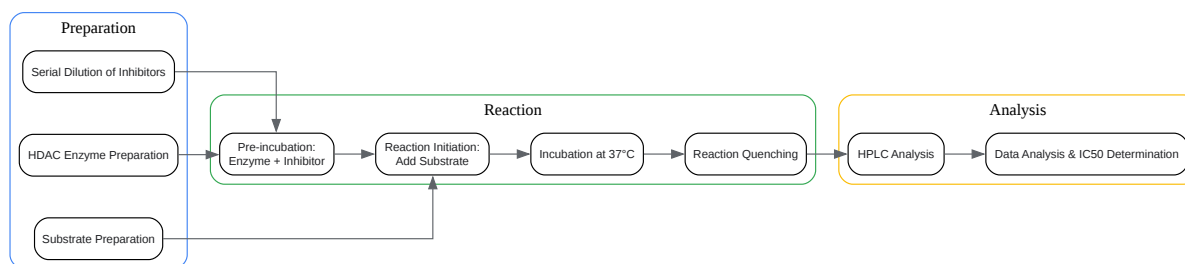 Preparation
Serial Dilution of Inhibitors
HDAC Enzyme Preparation
Substrate Preparation
Reaction
Pre-incubation:
Enzyme + Inhibitor
Reaction Initiation:
Add Substrate
Incubation at 37°C
Reaction Quenching
Analysis
HPLC Analysis
Data Analysis & IC50 Determination